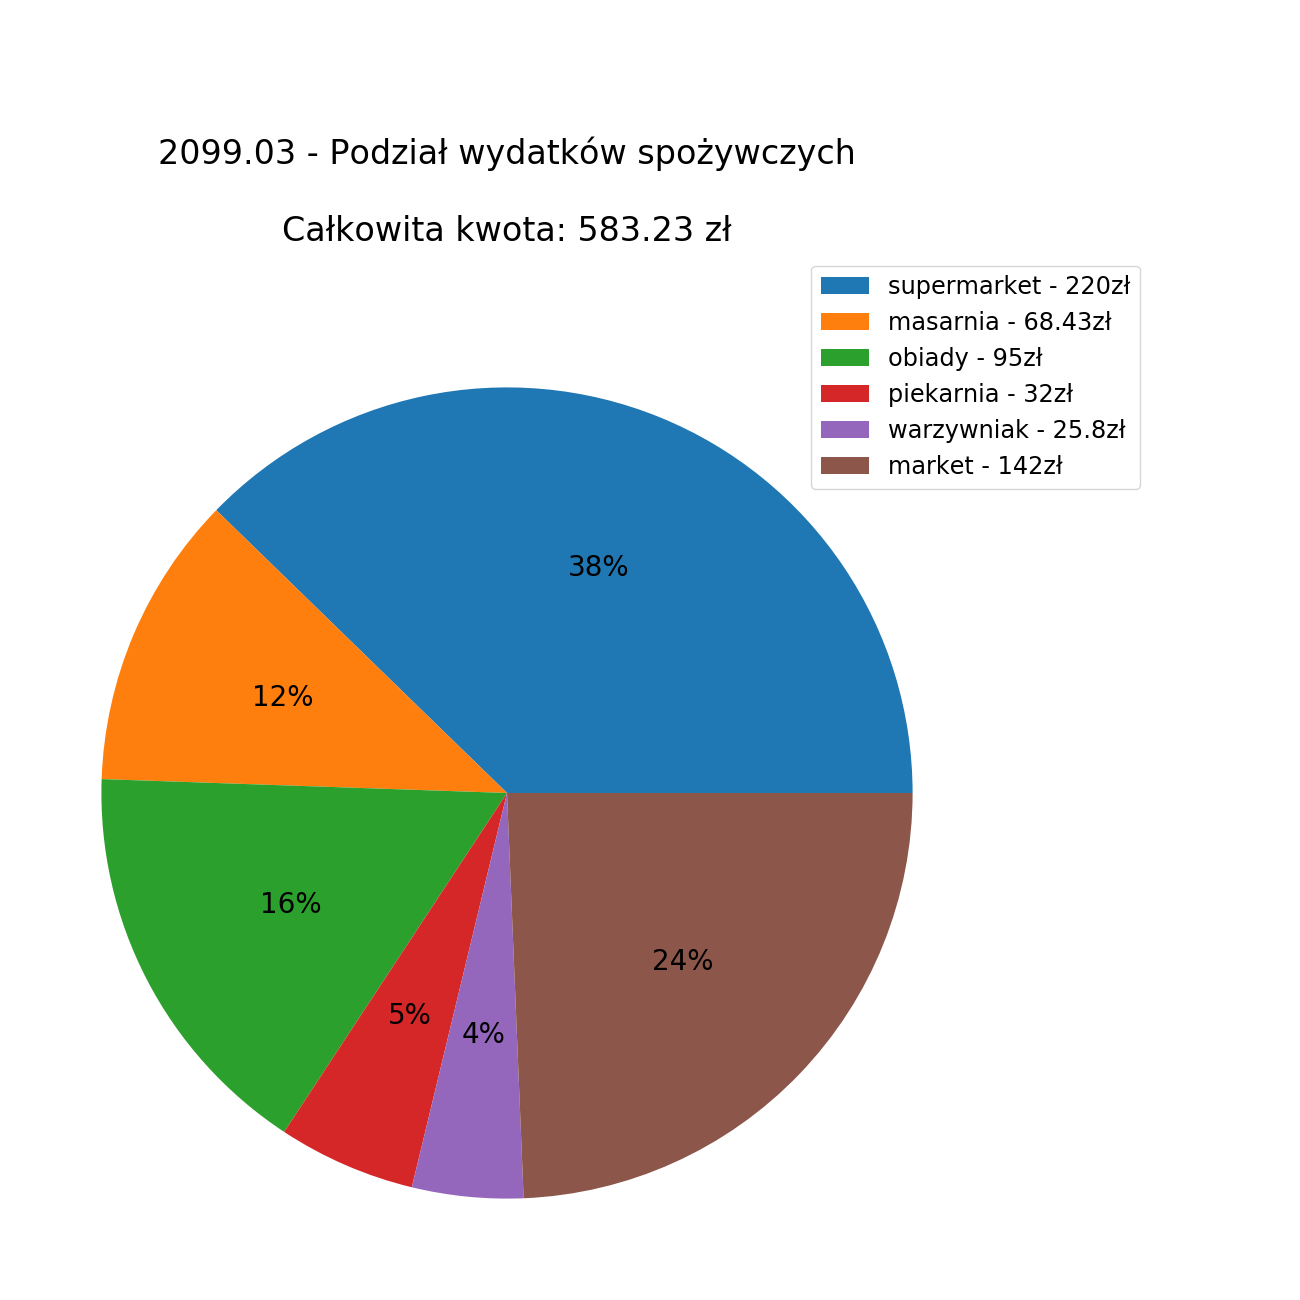 2099.03 - Podział wydatków spożywczych
Całkowita kwota: 583.23 zł
supermarket - 220zł
masarnia - 68.43zł
obiady - 95zł
piekarnia - 32zł
warzywniak - 25.8zł
market - 142zł
38%
12%
16%
5%
4%
24%